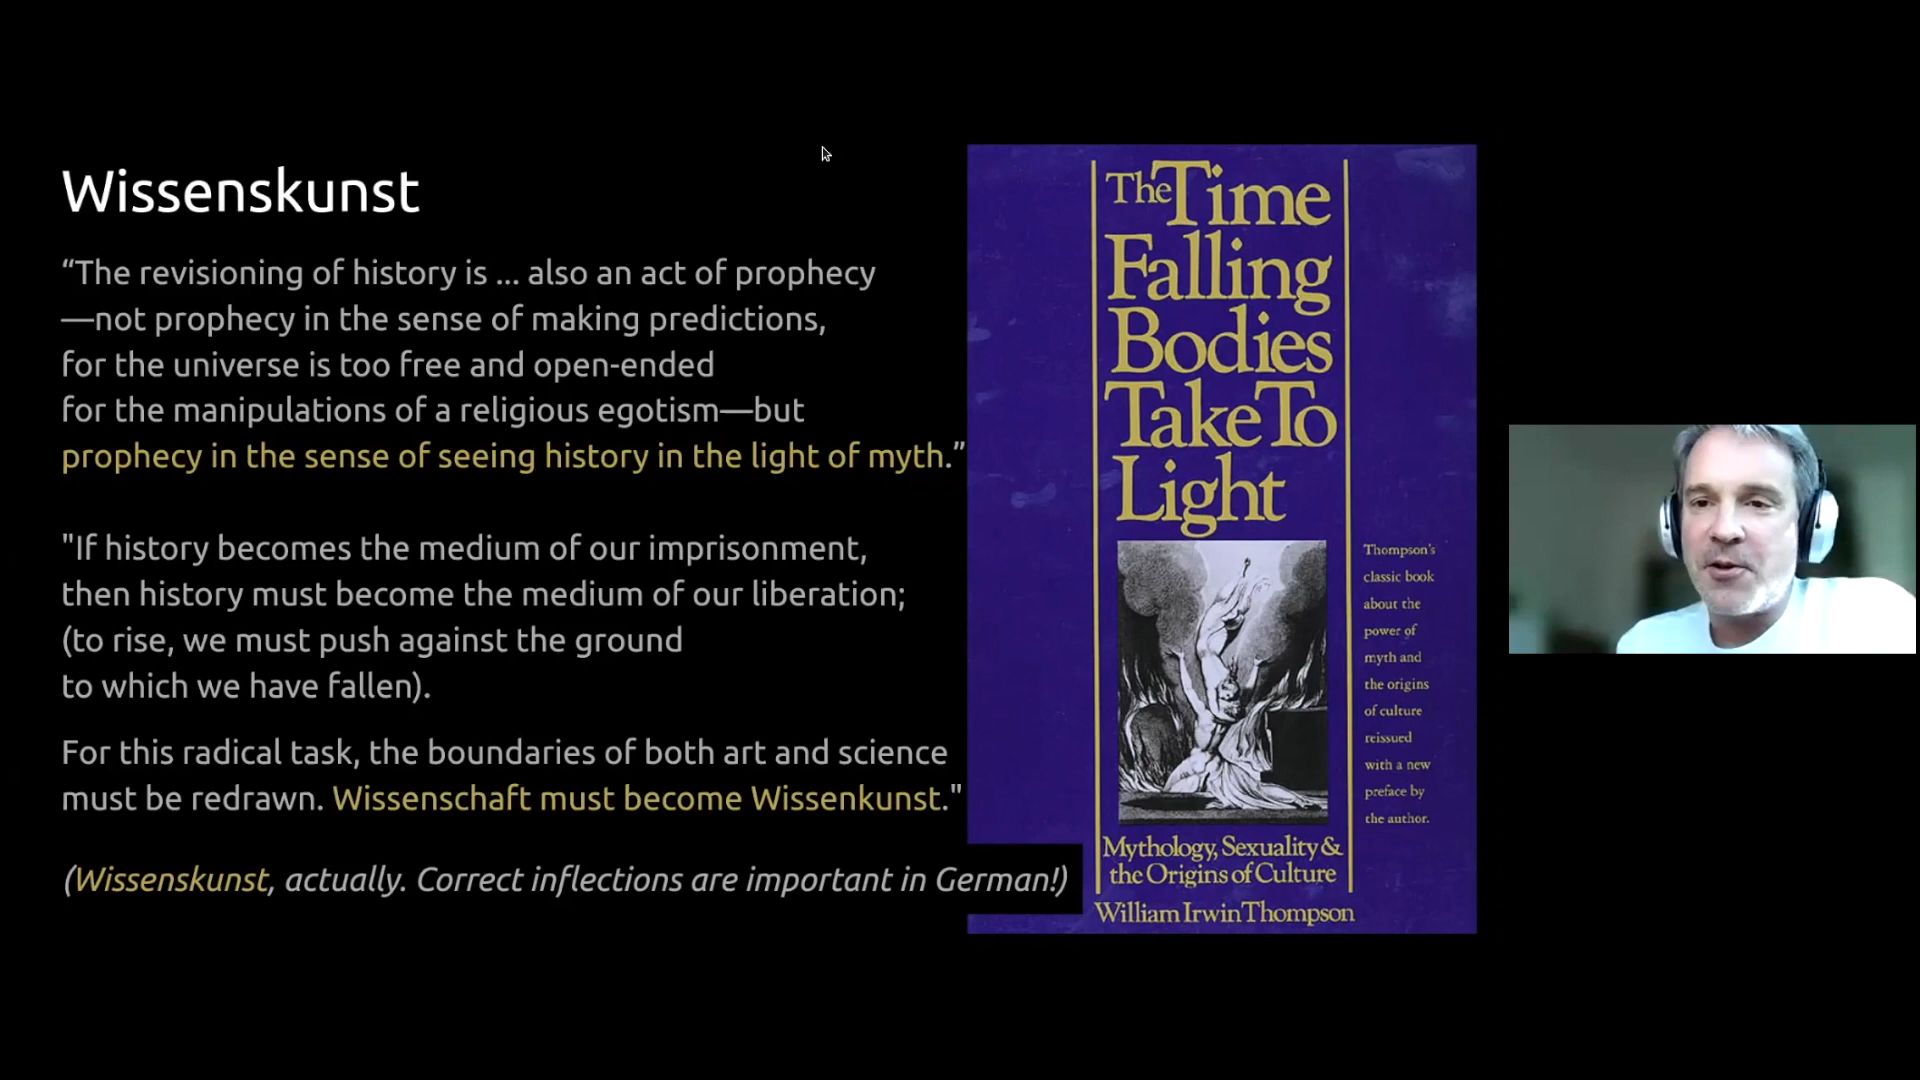 Wissenskunst
“The revisioning of history is ... also an act of prophecy
—not prophecy in the sense of making predictions,
for the universe is too free and open-ended
for the manipulations of a religious egotism—but
prophecy in the sense of seeing history in the light of myth.”
"If history becomes the medium of our imprisonment,
then history must become the medium of our liberation;
(to rise, we must push against the ground
to which we have fallen).
For this radical task, the boundaries of both art and science
must be redrawn. Wissenschaft must become Wissenkunst."
(Wissenskunst, actually. Correct inflections are important in German!)
The Time
Falling
Bodies
Take To
Light
Thompson's
classic book
about the
power of
myth and
the origins
of culture
reissued
with a new
preface by
the author.
Mythology, Sexuality &
the Origins of Culture
William Irwin Thompson